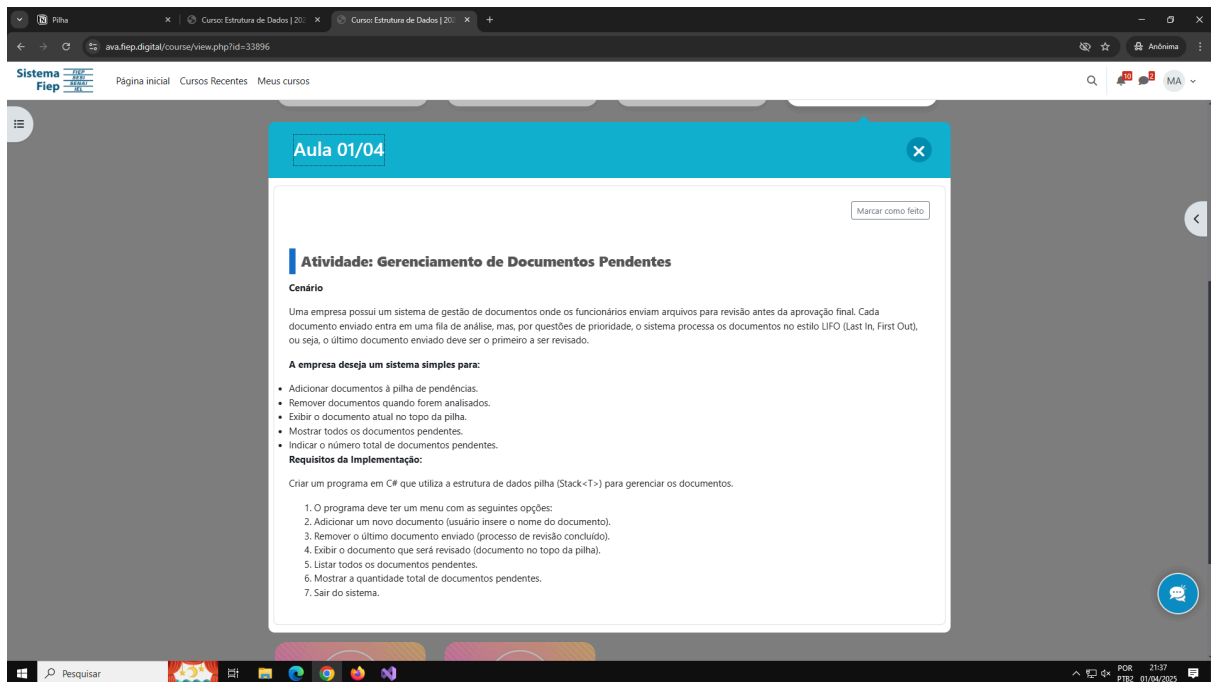 Pilha
Curso: Estrutura de Dados | 202
Curso: Estrutura de Dados | 202
ava.fiep.digital/course/view.php?id=33896
Anônima
Sistema
Fiep
FIEP
SESI
SENAI
IEL
Página inicial Cursos Recentes Meus cursos
10
2
MA
Aula 01/04
Marcar como feito
Atividade: Gerenciamento de Documentos Pendentes
Cenário
Uma empresa possui um sistema de gestão de documentos onde os funcionários enviam arquivos para revisão antes da aprovação final. Cada
documento enviado entra em uma fila de análise, mas, por questões de prioridade, o sistema processa os documentos no estilo LIFO (Last In, First Out),
ou seja, o último documento enviado deve ser o primeiro a ser revisado.
A empresa deseja um sistema simples para:
• Adicionar documentos à pilha de pendências.
• Remover documentos quando forem analisados.
• Exibir o documento atual no topo da pilha.
• Mostrar todos os documentos pendentes.
• Indicar o número total de documentos pendentes.
Requisitos da Implementação:
Criar um programa em C# que utiliza a estrutura de dados pilha (Stack<T>) para gerenciar os documentos.
1. O programa deve ter um menu com as seguintes opções:
2. Adicionar um novo documento (usuário insere o nome do documento).
3. Remover o último documento enviado (processo de revisão concluído).
4. Exibir o documento que será revisado (documento no topo da pilha).
5. Listar todos os documentos pendentes.
6. Mostrar a quantidade total de documentos pendentes.
7. Sair do sistema.
Pesquisar
POR 21:37
PTB2 01/04/2025